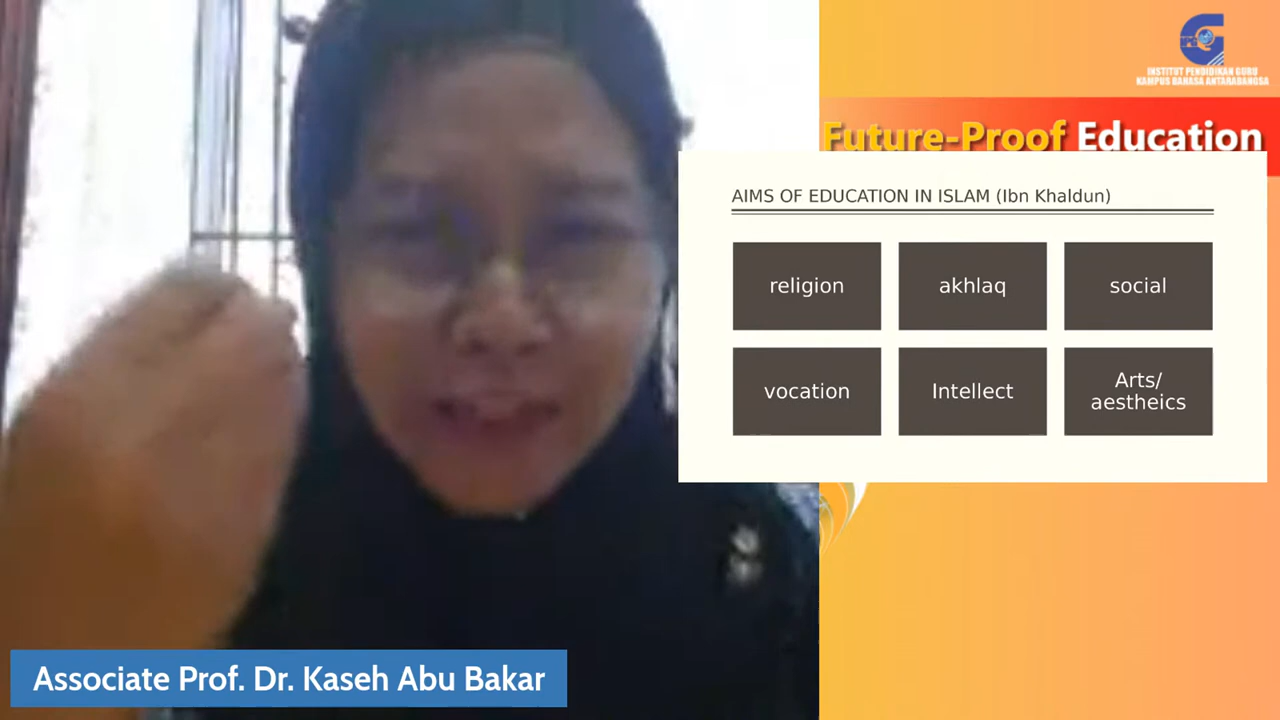 INSTITUT PENDIDIKAN GURU
KAMPUS BAHASA ANTARABANGSA
Future-Proof Education
AIMS OF EDUCATION IN ISLAM (Ibn Khaldun)
religion
akhlaq
social
vocation
Intellect
Arts/
aestheics
Associate Prof. Dr. Kaseh Abu Bakar